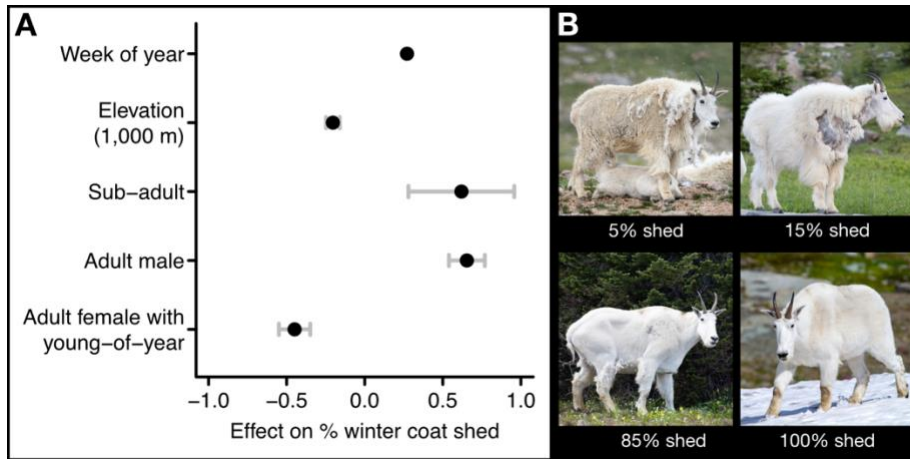 A
Week of year
Elevation
(1,000 m)
Sub−adult
Adult male
Adult female with
young−of−year
−1.0 −0.5 0.0 0.5 1.0
Effect on % winter coat shed
B
5% shed 15% shed
85% shed 100% shed